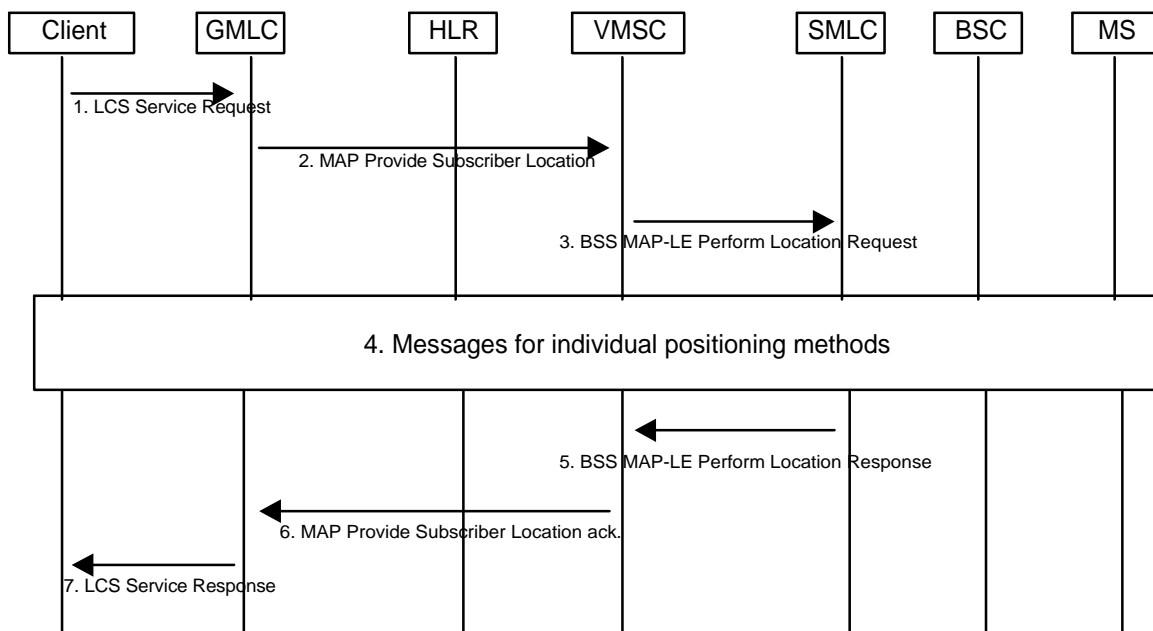 Client GMLC HLR VMSC SMLC BSC MS
1. LCS Service Request
2. MAP Provide Subscriber Location
3. BSS MAP-LE Perform Location Request
4. Messages for individual positioning methods
5. BSS MAP-LE Perform Location Response
6. MAP Provide Subscriber Location ack.
7. LCS Service Response